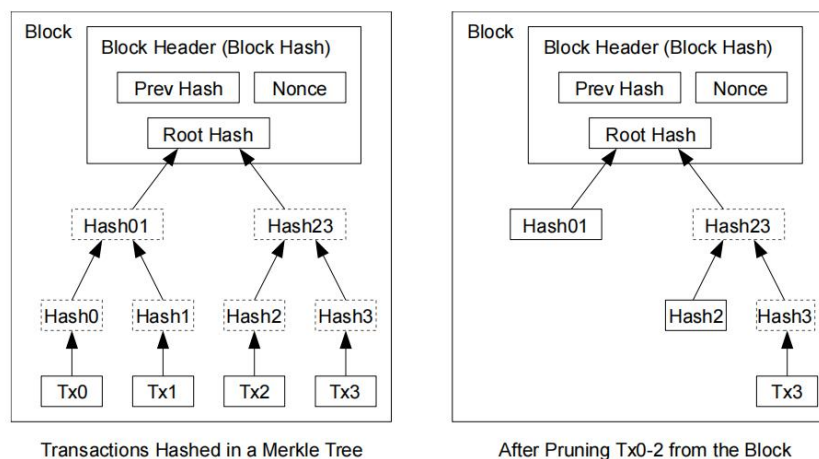 Block
Block Header (Block Hash)
Prev Hash
Nonce
Root Hash
Hash01
Hash23
Hash0
Hash1
Hash2
Hash3
Tx0
Tx1
Tx2
Tx3
Transactions Hashed in a Merkle Tree
Block
Block Header (Block Hash)
Prev Hash
Nonce
Root Hash
Hash01
Hash23
Hash2
Hash3
Tx3
After Pruning Tx0-2 from the Block